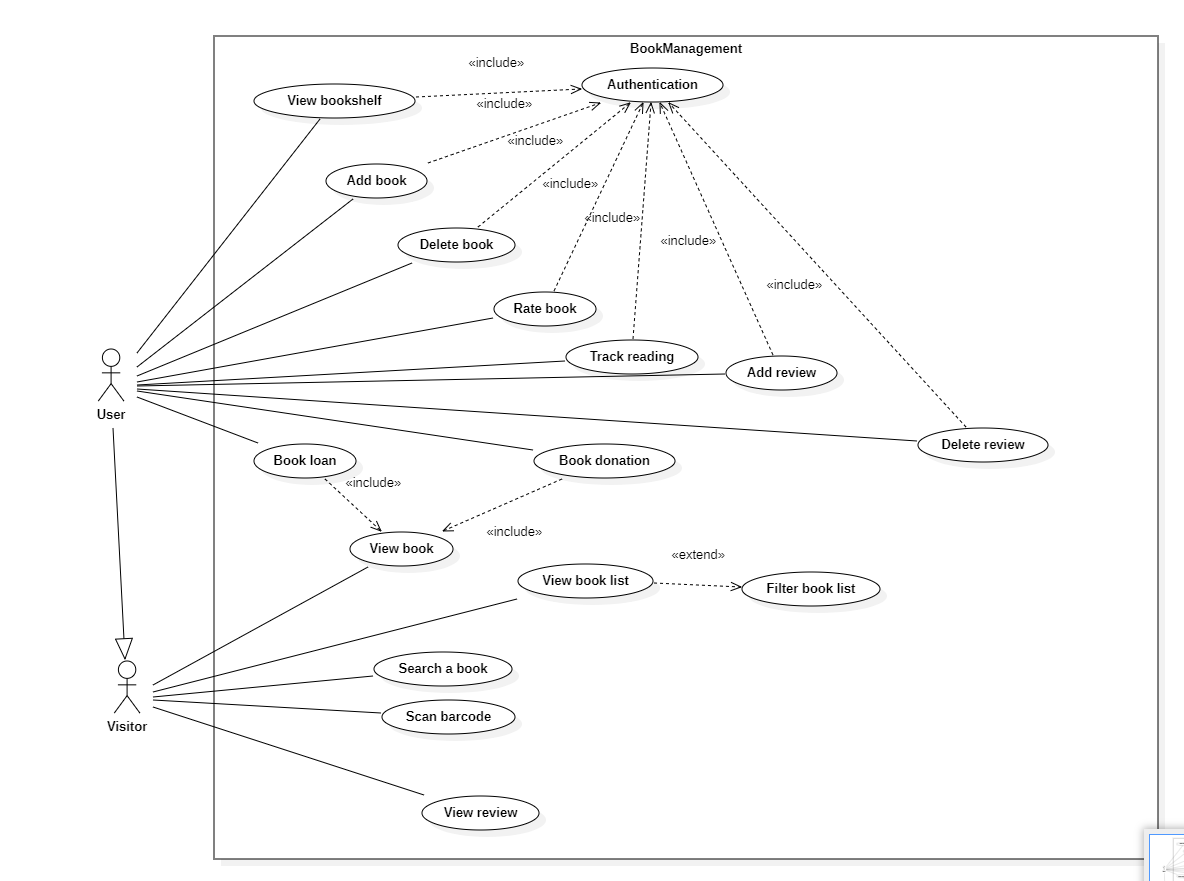 BookManagement
«include»
Authentication
View bookshelf
«include»
«include»
Add book
«include»
«include»
Delete book
«include»
«include»
Rate book
Track reading
Add review
User
Delete review
Book loan
Book donation
«include»
«include»
View book
«extend»
View book list
Filter book list
Search a book
Scan barcode
Visitor
View review